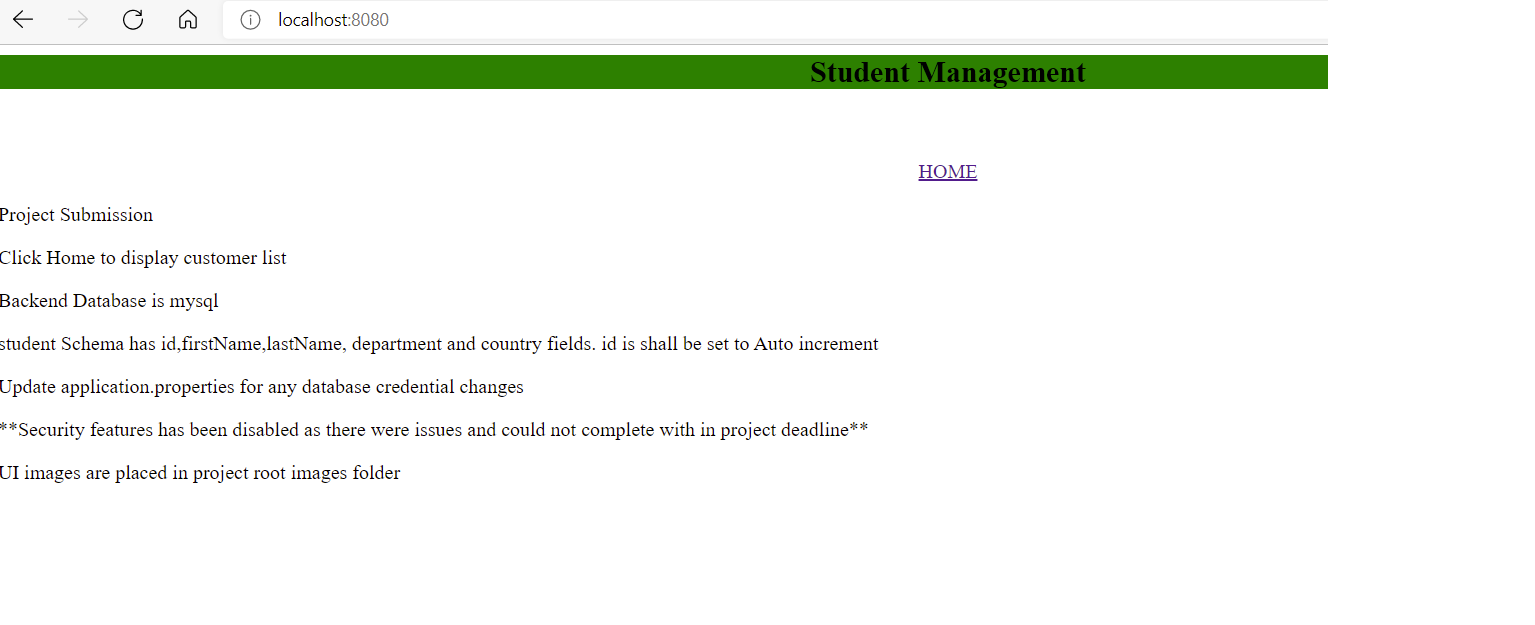 localhost:8080
Student Management
HOME
Project Submission
Click Home to display customer list
Backend Database is mysql
student Schema has id,firstName,lastName, department and country fields. id is shall be set to Auto increment
Update application.properties for any database credential changes
**Security features has been disabled as there were issues and could not complete with in project deadline**
UI images are placed in project root images folder